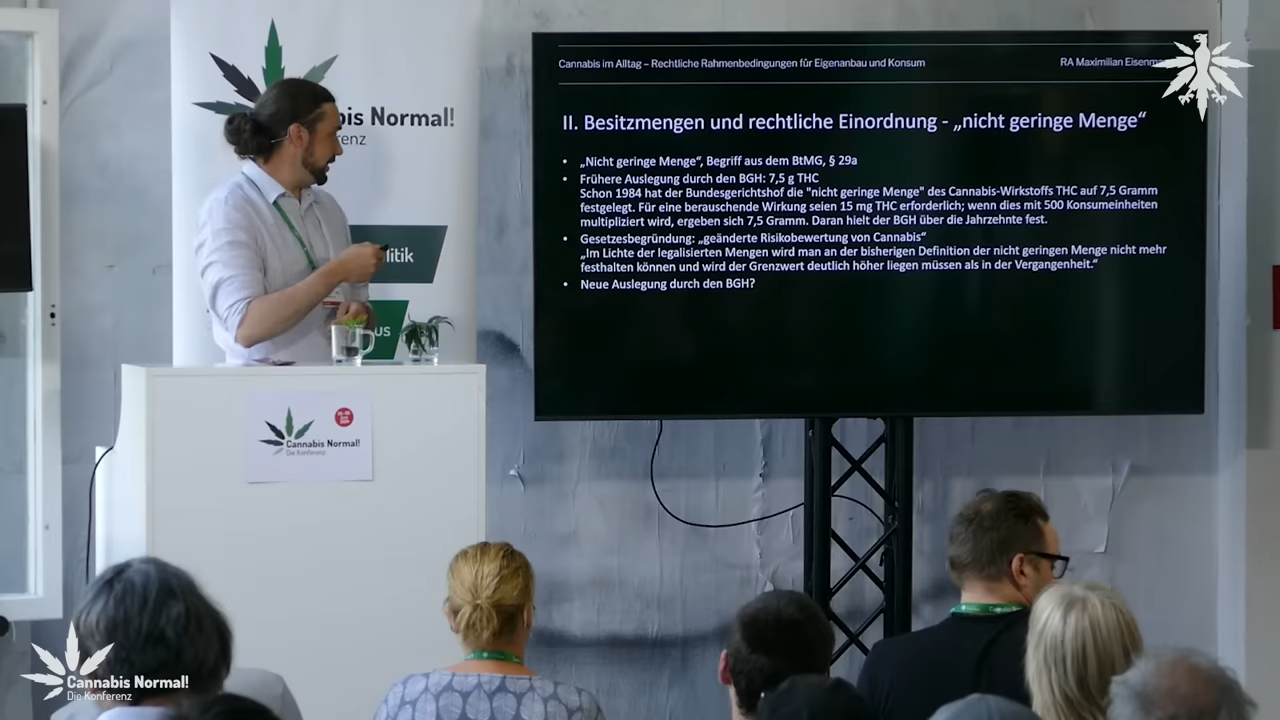 Cannabis im Alltag – Rechtliche Rahmenbedingungen für Eigenanbau und Konsum
RA Maximilian
II. Besitzmengen und rechtliche Einordnung - „nicht geringe Menge“
• „Nicht geringe Menge“, Begriff aus dem BtMG, § 29a
• Frühere Auslegung durch den BGH: 7,5 g THC
Schon 1984 hat der Bundesgerichtshof die "nicht geringe Menge" des Cannabis-Wirkstoffs THC auf 7,5 Gramm
festgelegt. Für eine berauschende Wirkung seien 15 mg THC erforderlich; wenn dies mit 500 Konsumeinheiten
multipliziert wird, ergeben sich 7,5 Gramm. Daran hielt der BGH über die Jahrzehnte fest.
• Gesetzesbegründung: „geänderte Risikobewertung von Cannabis“
„Im Lichte der legalisierten Mengen wird man an der bisherigen Definition der nicht geringen Menge nicht mehr
festhalten können und wird der Grenzwert deutlich höher liegen müssen als in der Vergangenheit.“
• Neue Auslegung durch den BGH?
Normal!
Cannabis Normal!
Die Konferenz
Cannabis Normal!
Die Konferenz